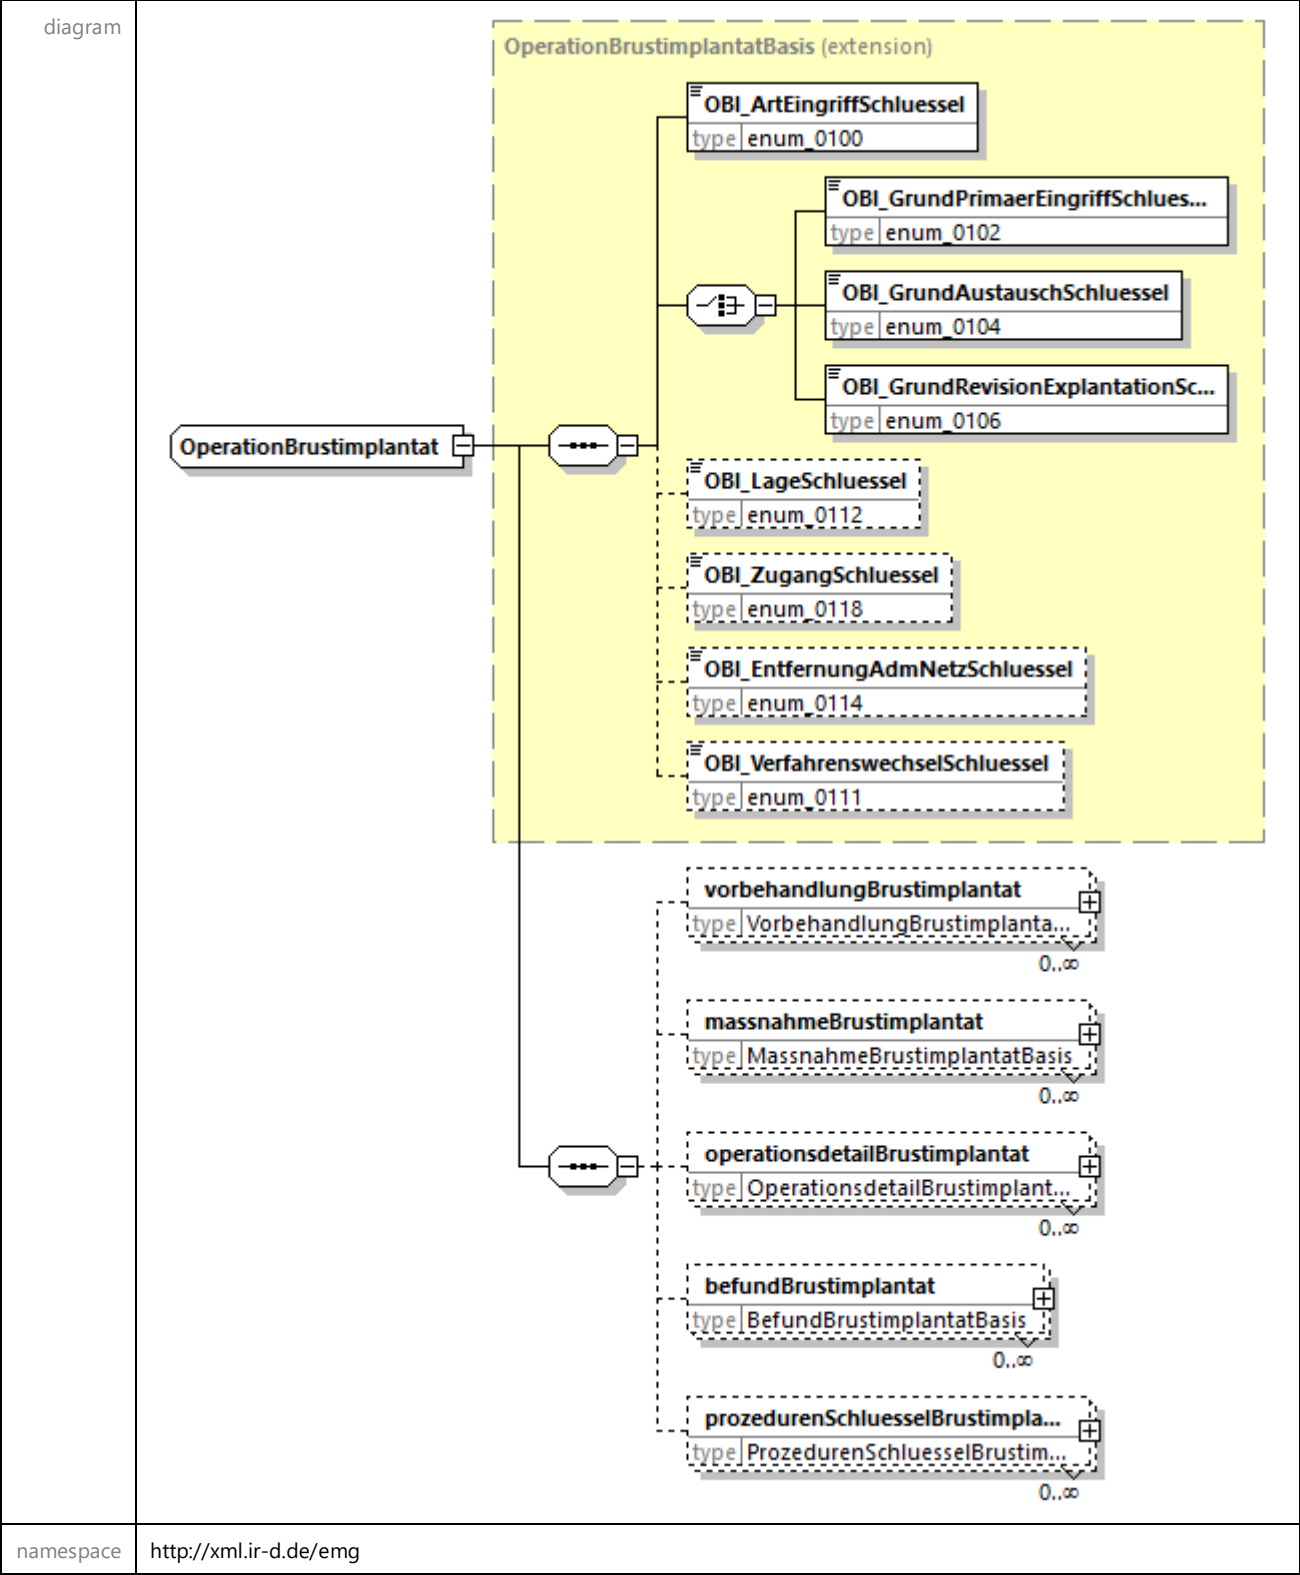 diagram
OperationBrustimplantatBasis (extension)
OBI_ArtEingriffSchluessel
type enum_0100
OBI_GrundPrimaerEingriffSchlues...
type enum_0102
OBI_GrundAustauschSchluessel
type enum_0104
OBI_GrundRevisionExplantationSc...
type enum_0106
OperationBrustimplantat
OBI_LageSchluessel
type enum_0112
OBI_ZugangSchluessel
type enum_0118
OBI_EntfernungAdmNetzSchluessel
type enum_0114
OBI_VerfahrenswechselSchluessel
type enum_0111
vorbehandlungBrustimplantat
type VorbehandlungBrustimplanta...
0..∞
massnahmeBrustimplantat
type MassnahmeBrustimplantatBasis
0..∞
operationsdetailBrustimplantat
type OperationsdetailBrustimplant...
0..∞
befundBrustimplantat
type BefundBrustimplantatBasis
0..∞
prozedurenSchluesselBrustimpla...
type ProzedurenSchluesselBrustim...
0..∞
namespace http://xml.ir-d.de/emg